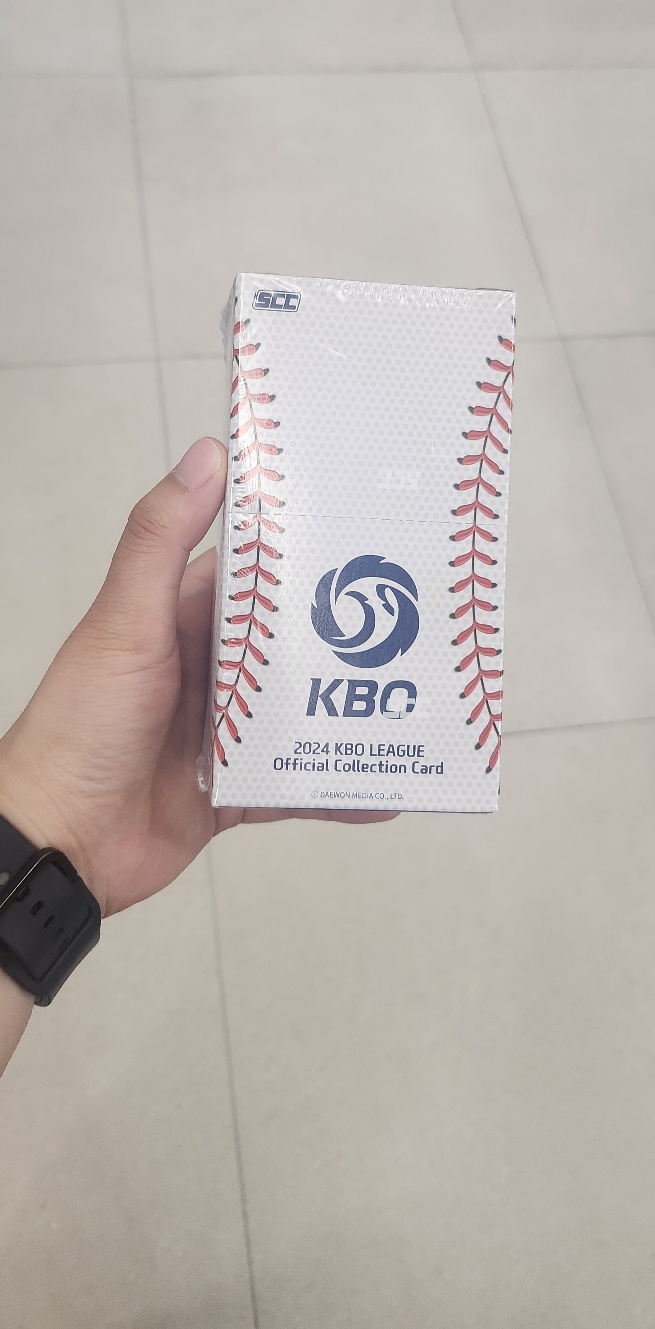 SCC
KBO
2024 KBO LEAGUE
Official Collection Card
© DAEWON MEDIA CO., LTD.